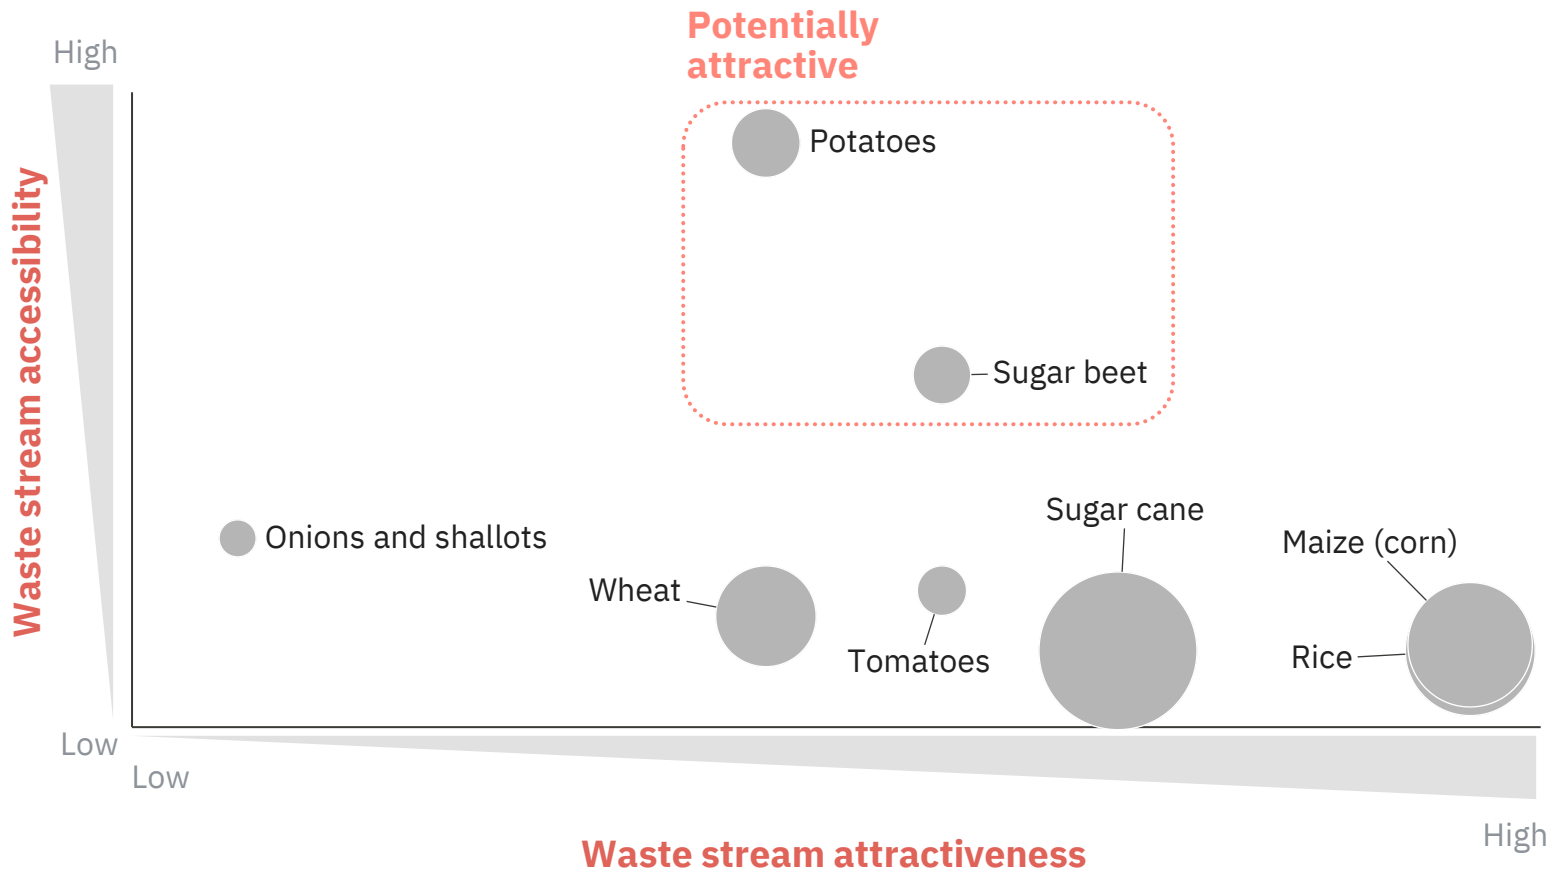 Potentially
attractive
High
Potatoes
Waste stream accessibility
Sugar beet
Sugar cane
Onions and shallots
Maize (corn)
Wheat
Tomatoes
Rice
Low
Low
High
Waste stream attractiveness